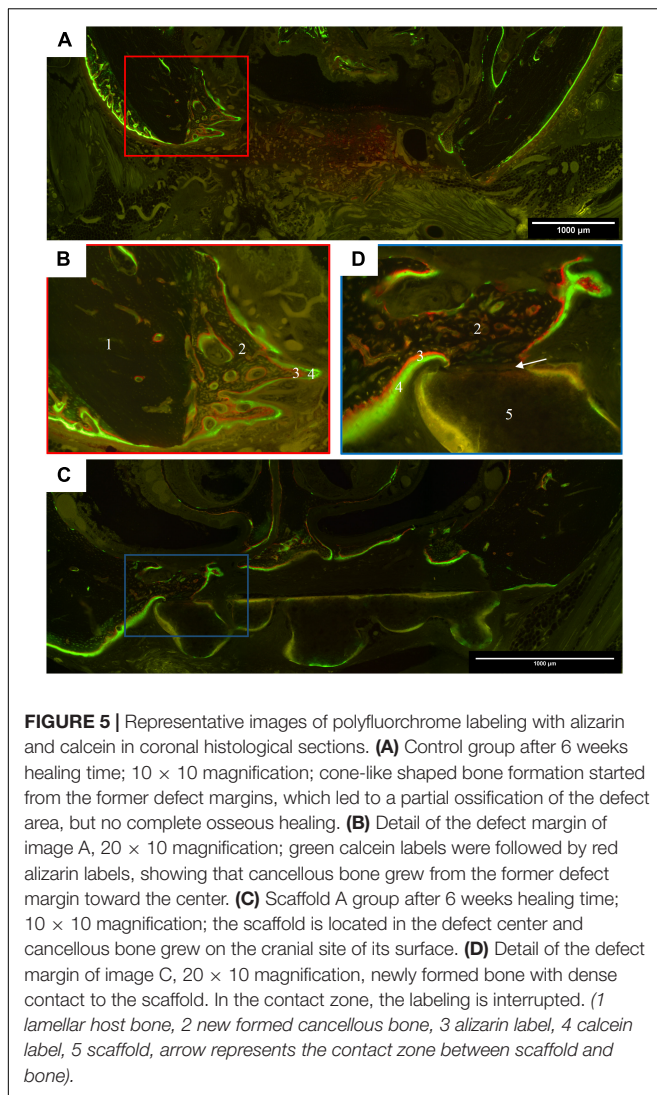 A
1000 µm
B
1
2
3
4
D
2
3
4
5
C
1000 µm
FIGURE 5 | Representative images of polyfluorchrome labeling with alizarin
and calcein in coronal histological sections. (A) Control group after 6 weeks
healing time; 10 × 10 magnification; cone-like shaped bone formation started
from the former defect margins, which led to a partial ossification of the defect
area, but no complete osseous healing. (B) Detail of the defect margin of
image A, 20 × 10 magnification; green calcein labels were followed by red
alizarin labels, showing that cancellous bone grew from the former defect
margin toward the center. (C) Scaffold A group after 6 weeks healing time;
10 × 10 magnification; the scaffold is located in the defect center and
cancellous bone grew on the cranial site of its surface. (D) Detail of the defect
margin of image C, 20 × 10 magnification, newly formed bone with dense
contact to the scaffold. In the contact zone, the labeling is interrupted. (1
lamellar host bone, 2 new formed cancellous bone, 3 alizarin label, 4 calcein
label, 5 scaffold, arrow represents the contact zone between scaffold and
bone).